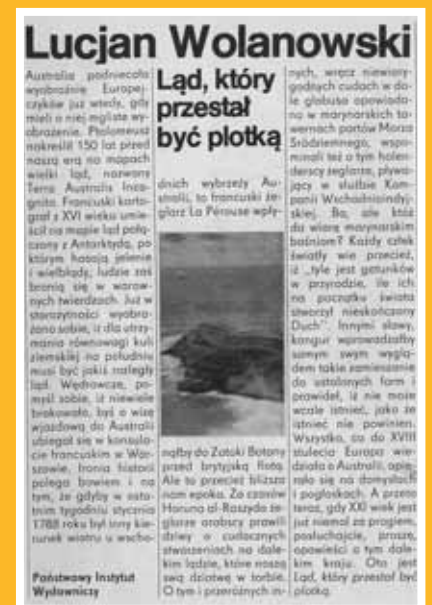 Lucjan Wolanowski
Australia podniecała
wyobraźnię Europej-
czyków już wtedy, gdy
mieli o niej mgliste wy-
obrażenie. Ptolomeusz
nakreślił 150 lat przed
naszą erą na mapach
wielki ląd, nazwany
Terra Australis Inco-
gnita. Francuski karto-
graf z XVI wieku umie-
ścił na mapie ląd połą-
czony z Antarktydą, po
którym hasają jelenie
i wielbłądy, ludzie zaś
bronią się w warow-
nych twierdzach. Już w
starożytności wyobra-
żano sobie, iż dla utrzy-
mania równowagi kuli
ziemskiej na południu
musi być jakiś rozległy
ląd. Wędrowcze, po-
myśl sobie, iż niewiele
brakowało, byś o wizę
wjazdową do Australii
ubiegał się w konsula-
cie francuskim w War-
szawie. Ironia historii
polega bowiem i na
tym, że gdyby w osta-
tnim tygodniu stycznia
1788 roku był inny kie-
runek wiatru u wscho-
Państwowy Instytut
Wydawniczy
Ląd, który
przestał
być plotką
dnich wybrzeży Au-
stralii, to francuski że-
glarz La Pérouse wpły-
nąłby do Zatoki Botany
przed brytyjską flotą.
Ale to przecież bliższa
nam epoka. Za czasów
Haruna al-Raszyda że-
glarze arabscy prawili
dziwy o cudacznych
stworzeniach na dale-
kim lądzie, które noszą
swą dziatwę w torbie.
O tym i przeróżnych in-
nych, wręcz niewiary-
godnych cudach w do-
le globusa opowiada-
no w marynarskich ta-
wernach portów Morza
Śródziemnego, wspo-
minali też o tym holen-
derscy żeglarze, pływa-
jący w służbie Kom-
panii Wschodnioindyj-
skiej. Ba, ale któż
da wiarę marynarskim
baśniom? Każdy człek
światły wie przecież,
iż „tyle jest gatunków
w przyrodzie, ile ich
na początku świata
stworzył nieskończony
Duch". Innymi słowy,
kangur wprowadzałby
samym swym wyglą-
dem takie zamieszanie
do ustalonych form i
prawideł, iż nie może
wcale istnieć, jako że
istnieć nie powinien.
Wszystko, co do XVIII
stulecia Europa wie-
działa o Australii, opie-
rało się na domysłach
i pogłoskach. A przeto
teraz, gdy XXI wiek jest
już niemal za progiem,
posłuchajcie, proszę,
opowieści o tym dale-
kim kraju. Oto jest
Ląd, który przestał być
plotką.